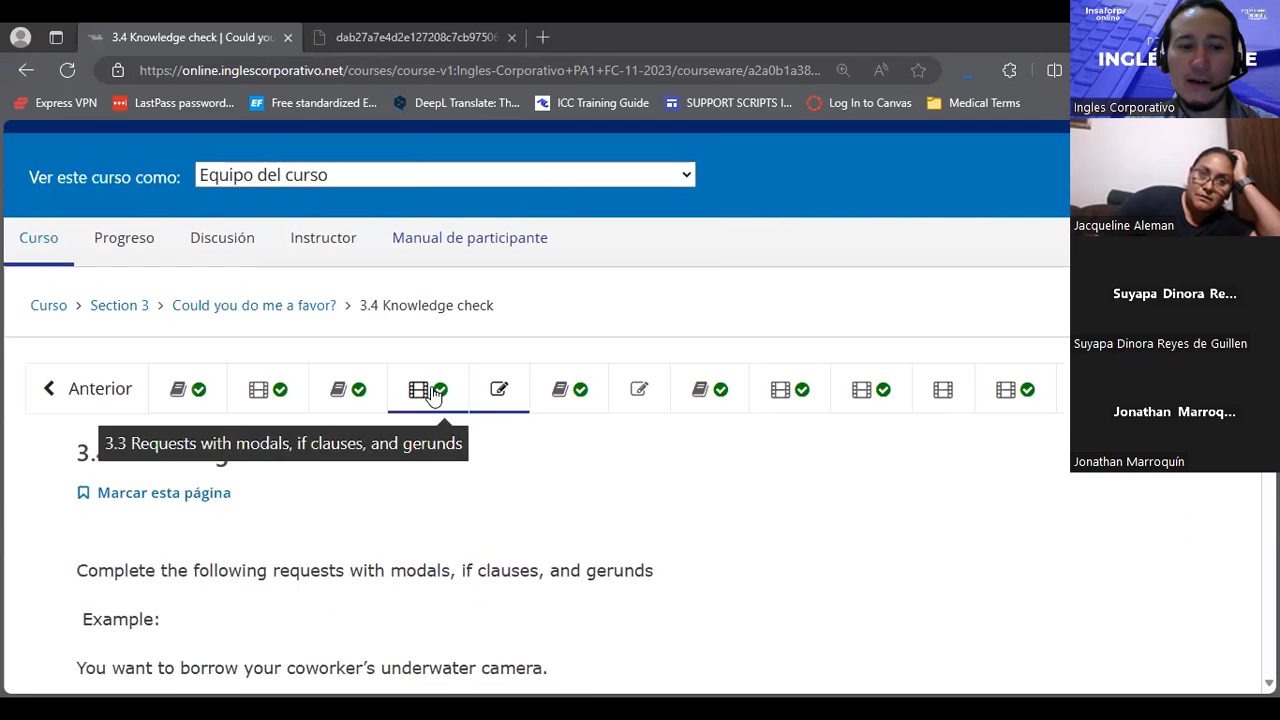 3.4 Knowledge check | Could you
dab27a7e4d2e127208c7cb97506
https://online.inglescorporativo.net/courses/course-v1:Ingles-Corporativo+PA1+FC-11-2023/courseware/a2a0b1a38...
Express VPN
LastPass password...
EF
Free standardized E...
DeepL Translate: Th...
ICC Training Guide
SUPPORT SCRIPTS I...
Log In to Canvas
Medical Terms
Ver este curso como:
Equipo del curso
Curso
Progreso
Discusión
Instructor
Manual de participante
Curso > Section 3 > Could you do me a favor? > 3.4 Knowledge check
Anterior
3.3 Requests with modals, if clauses, and gerunds
Marcar esta página
Complete the following requests with modals, if clauses, and gerunds
Example:
You want to borrow your coworker's underwater camera.
Insaforp
online
INGLÉ
E
Ingles Corporativo
Jacqueline Aleman
Suyapa Dinora Re...
Suyapa Dinora Reyes de Guillen
Jonathan Marroq...
Jonathan Marroquín